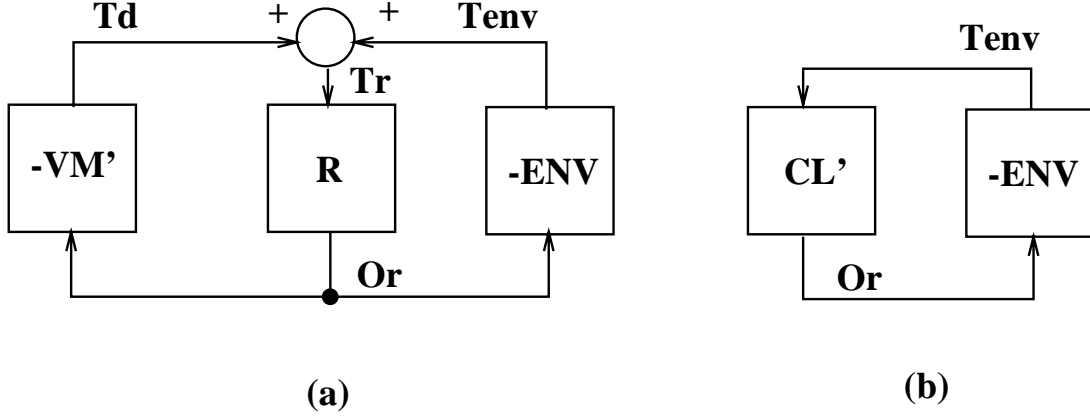 Td
+
+
Tenv
Tr
-VM’
R
-ENV
Or
(a)
Tenv
CL’
-ENV
Or
(b)